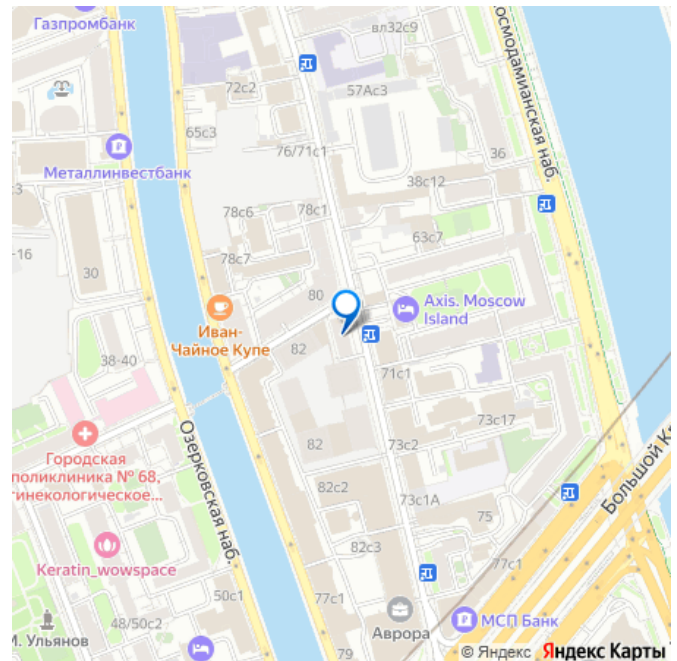 Газпромбанк
вл32с9
Космодамианская наб.
72с2
57Ас3
65с3
76/71с1
36
Металлинвестбанк
38с12
78с6
78с1
63с7
-16
30
78с7
80
Axis. Moscow
Island
Иван-
Чайное Купе
82
38-40
71с1
73с17
Городская
поликлиника № 68,
гинекологическое...
82
73с2
Озерковская наб.
82с2
73с1А
75
Большой К
82с3
77с1
Keratin_wowspace
50с1
77с1
48/50с2
МСП Банк
М. Ульянов
Аврора
79
© Яндекс Яндекс Карты